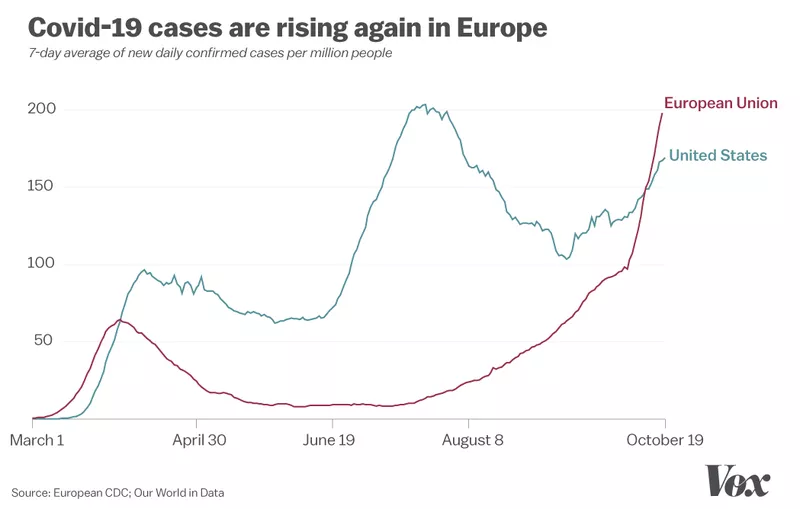 Covid-19 cases are rising again in Europe
7-day average of new daily confirmed cases per million people
200
European Union
United States
150
100
50
March 1
April 30
June 19
August 8
October 19
Source: European CDC; Our World in Data
Vox